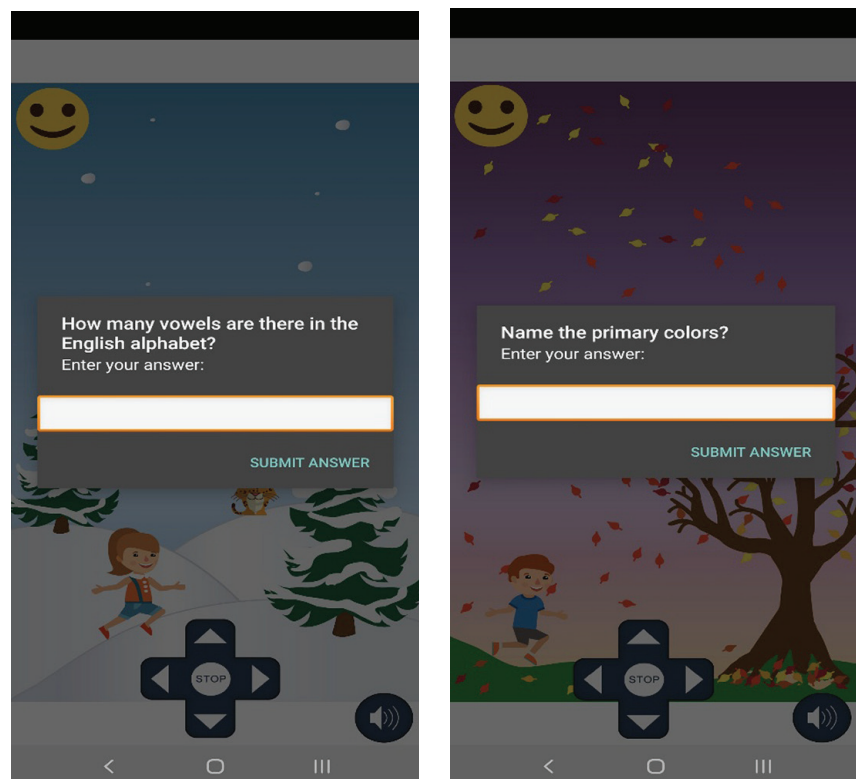 How many vowels are there in the
English alphabet?
Enter your answer:
SUBMIT ANSWER
STOP
Name the primary colors?
Enter your answer:
SUBMIT ANSWER
STOP